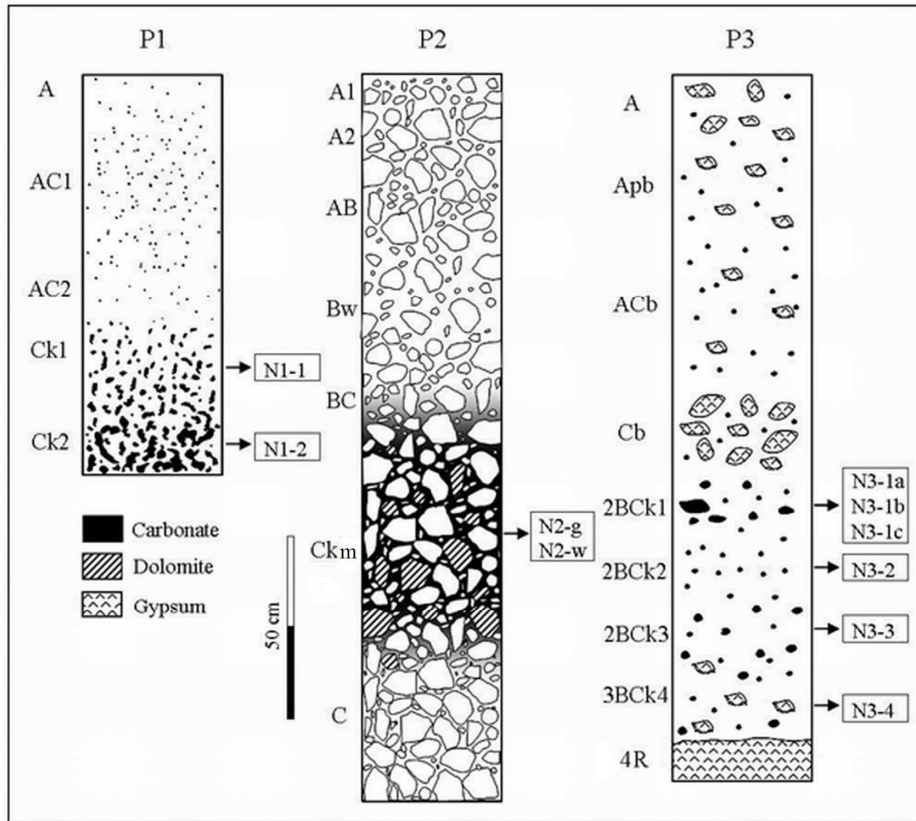 P1
A
AC1
AC2
Ck1
N1-1
Ck2
N1-2
Carbonate
Dolomite
Gypsum
50 cm
P2
A1
A2
AB
Bw
BC
Ckm
N2-g
N2-w
C
P3
A
Apb
ACb
Cb
2BCk1
N3-1a
N3-1b
N3-1c
2BCk2
N3-2
2BCk3
N3-3
3BCk4
N3-4
4R